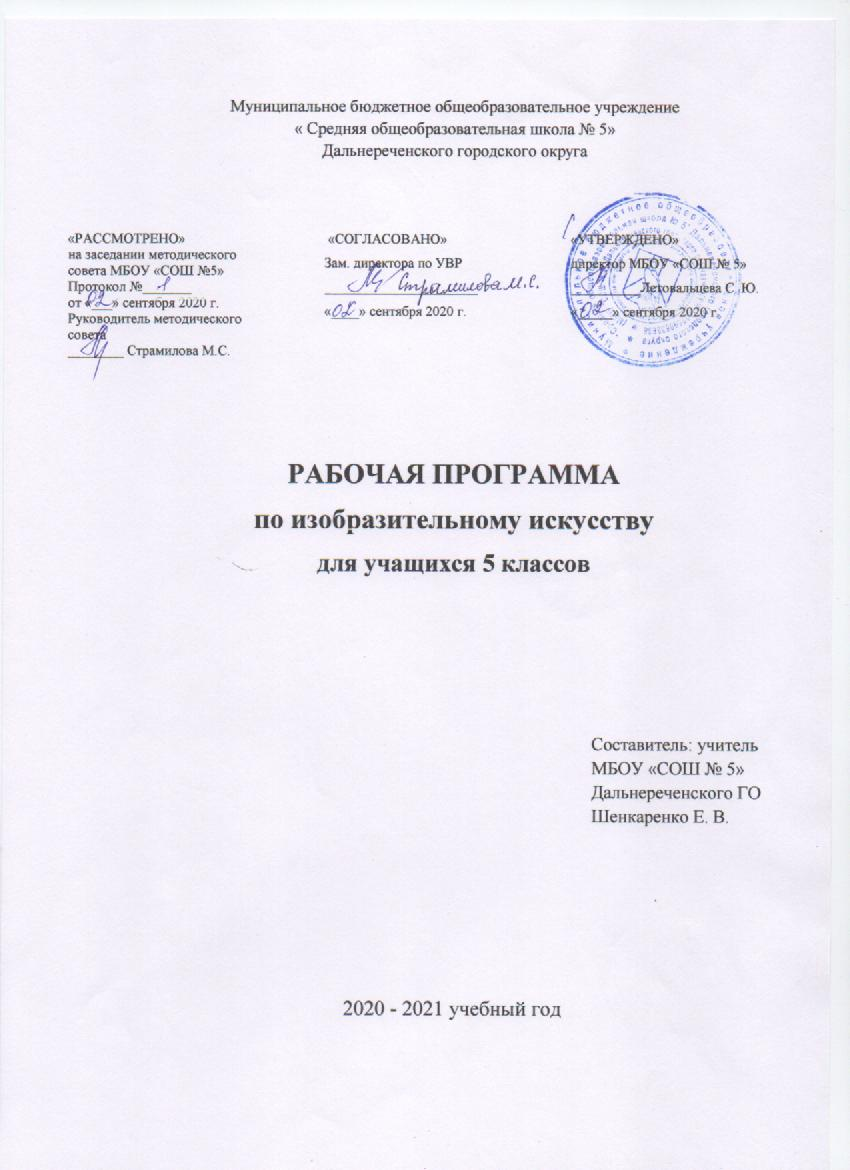 Муниципальное бюджетное общеобразовательное учреждение
« Средняя общеобразовательная школа № 5»
Дальнереченского городского округа
«РАССМОТРЕНО»
на заседании методического
совета МБОУ «СОШ №5»
Протокол № 1
от «02» сентября 2020 г.
Руководитель методического
совета
Страмилова М.С.
«СОГЛАСОВАНО»
Зам. директора по УВР
Страмилова М.С.
«02» сентября 2020 г.
«УТВЕРЖДЕНО»
директор МБОУ «СОШ № 5»
Летовальцева С .Ю.
«02» сентября 2020 г.
РАБОЧАЯ ПРОГРАММА
по изобразительному искусству
для учащихся 5 классов
Составитель: учитель
МБОУ «СОШ № 5»
Дальнереченского ГО
Шенкаренко Е. В.
2020 - 2021 учебный год